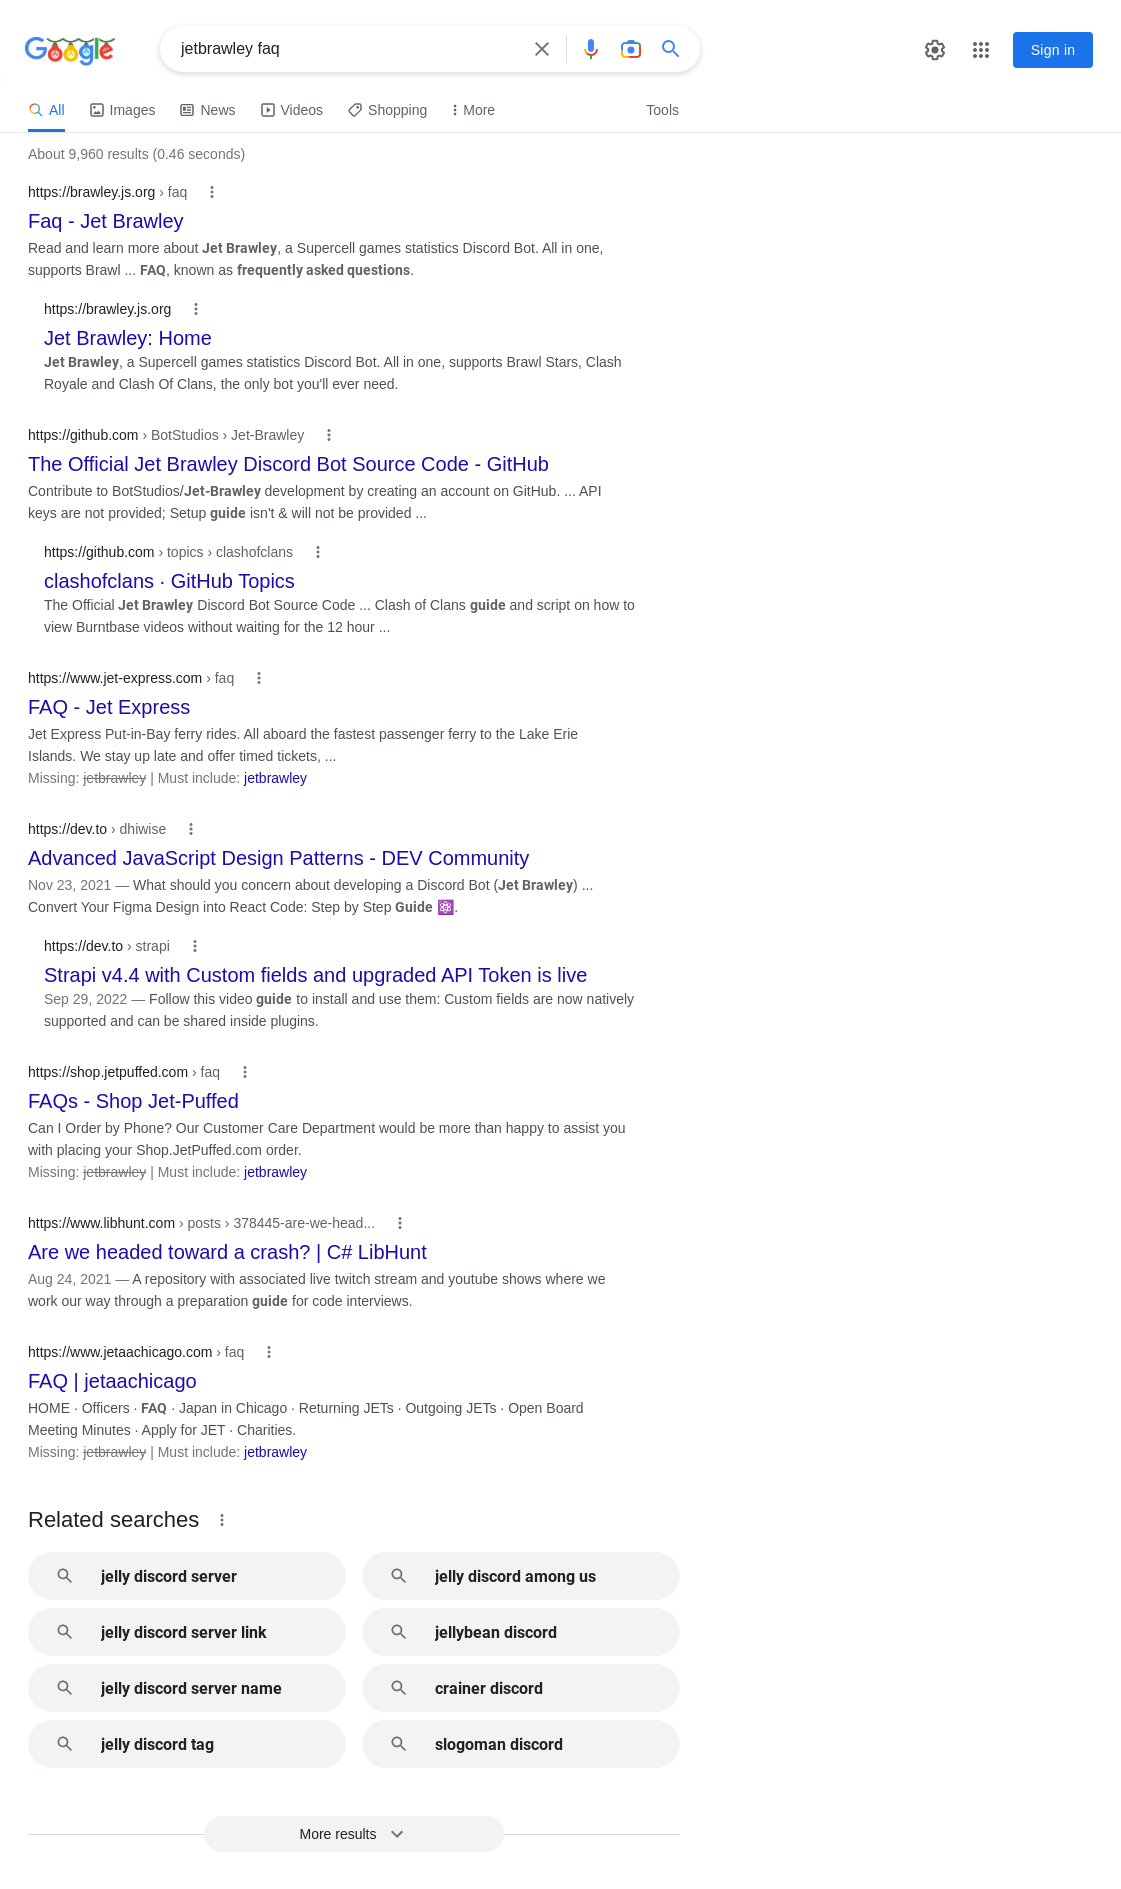 Google
jetbrawley faq
Sign in
All
Images
News
Videos
Shopping
More
Tools
About 9,960 results (0.46 seconds)
https://brawley.js.org › faq
Faq - Jet Brawley
Read and learn more about Jet Brawley, a Supercell games statistics Discord Bot. All in one,
supports Brawl ... FAQ, known as frequently asked questions.
https://brawley.js.org
Jet Brawley: Home
Jet Brawley, a Supercell games statistics Discord Bot. All in one, supports Brawl Stars, Clash
Royale and Clash Of Clans, the only bot you'll ever need.
https://github.com › BotStudios › Jet-Brawley
The Official Jet Brawley Discord Bot Source Code - GitHub
Contribute to BotStudios/Jet-Brawley development by creating an account on GitHub. ... API
keys are not provided; Setup guide isn't & will not be provided ...
https://github.com › topics › clashofclans
clashofclans · GitHub Topics
The Official Jet Brawley Discord Bot Source Code ... Clash of Clans guide and script on how to
view Burntbase videos without waiting for the 12 hour ...
https://www.jet-express.com › faq
FAQ - Jet Express
Jet Express Put-in-Bay ferry rides. All aboard the fastest passenger ferry to the Lake Erie
Islands. We stay up late and offer timed tickets, ...
Missing: jetbrawley | Must include: jetbrawley
https://dev.to › dhiwise
Advanced JavaScript Design Patterns - DEV Community
Nov 23, 2021 — What should you concern about developing a Discord Bot (Jet Brawley) ...
Convert Your Figma Design into React Code: Step by Step Guide ⚛️.
https://dev.to › strapi
Strapi v4.4 with Custom fields and upgraded API Token is live
Sep 29, 2022 — Follow this video guide to install and use them: Custom fields are now natively
supported and can be shared inside plugins.
https://shop.jetpuffed.com › faq
FAQs - Shop Jet-Puffed
Can I Order by Phone? Our Customer Care Department would be more than happy to assist you
with placing your Shop.JetPuffed.com order.
Missing: jetbrawley | Must include: jetbrawley
https://www.libhunt.com › posts › 378445-are-we-head...
Are we headed toward a crash? | C# LibHunt
Aug 24, 2021 — A repository with associated live twitch stream and youtube shows where we
work our way through a preparation guide for code interviews.
https://www.jetaachicago.com › faq
FAQ | jetaachicago
HOME · Officers · FAQ · Japan in Chicago · Returning JETs · Outgoing JETs · Open Board
Meeting Minutes · Apply for JET · Charities.
Missing: jetbrawley | Must include: jetbrawley
Related searches
jelly discord server
jelly discord among us
jelly discord server link
jellybean discord
jelly discord server name
crainer discord
jelly discord tag
slogoman discord
More results